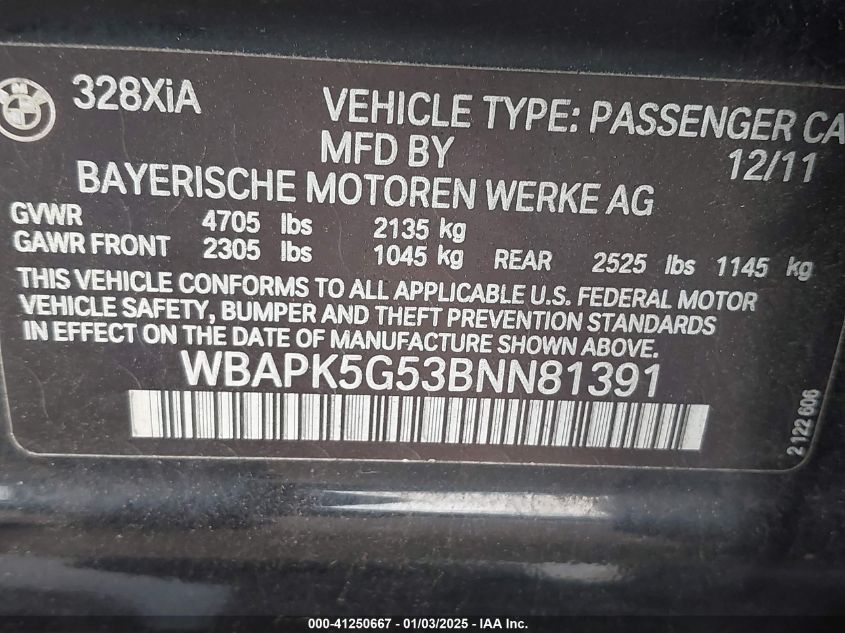 328XiA
VEHICLE TYPE: PASSENGER CA
MFD BY
12/11
BAYERISCHE MOTOREN WERKE AG
GVWR 4705 lbs 2135 kg
GAWR FRONT 2305 lbs 1045 kg REAR 2525 lbs 1145 kg
THIS VEHICLE CONFORMS TO ALL APPLICABLE U.S. FEDERAL MOTOR
VEHICLE SAFETY, BUMPER AND THEFT PREVENTION STANDARDS
IN EFFECT ON THE DATE OF MANUFACTURE SHOWN ABOVE.
WBAPK5G53BNN81391
2 122 606
000-41250667 - 01/03/2025 - IAA Inc.